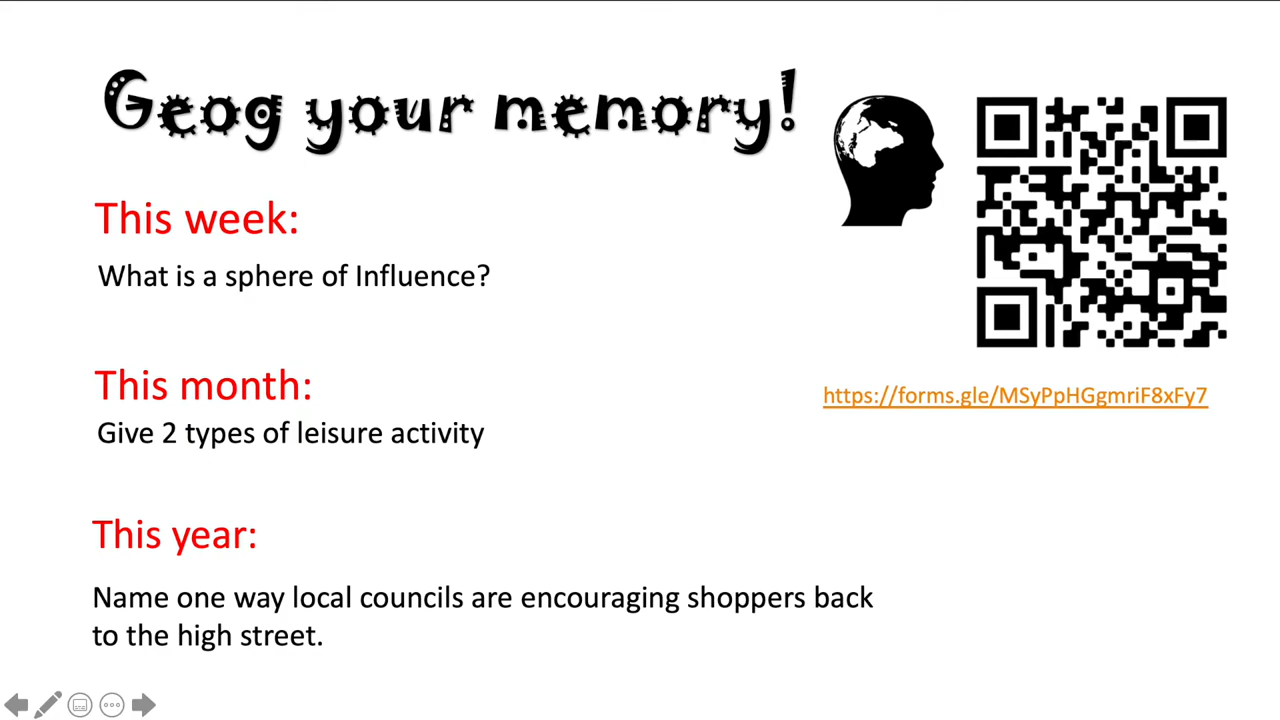 Geog your memory!
This week:
What is a sphere of Influence?
This month:
https://forms.gle/MSyPpHGgmriF8xFy7
Give 2 types of leisure activity
This year:
Name one way local councils are encouraging shoppers back
to the high street.